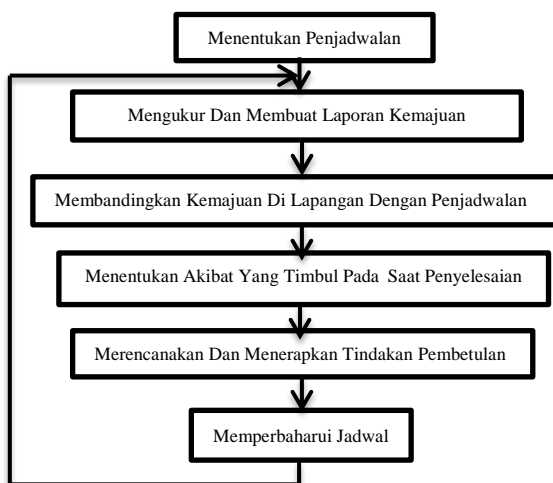 Menentukan Penjadwalan
Mengukur Dan Membuat Laporan Kemajuan
Membandingkan Kemajuan Di Lapangan Dengan Penjadwalan
Menentukan Akibat Yang Timbul Pada Saat Penyelesaian
Merencanakan Dan Menerapkan Tindakan Pembetulan
Memperbaharui Jadwal